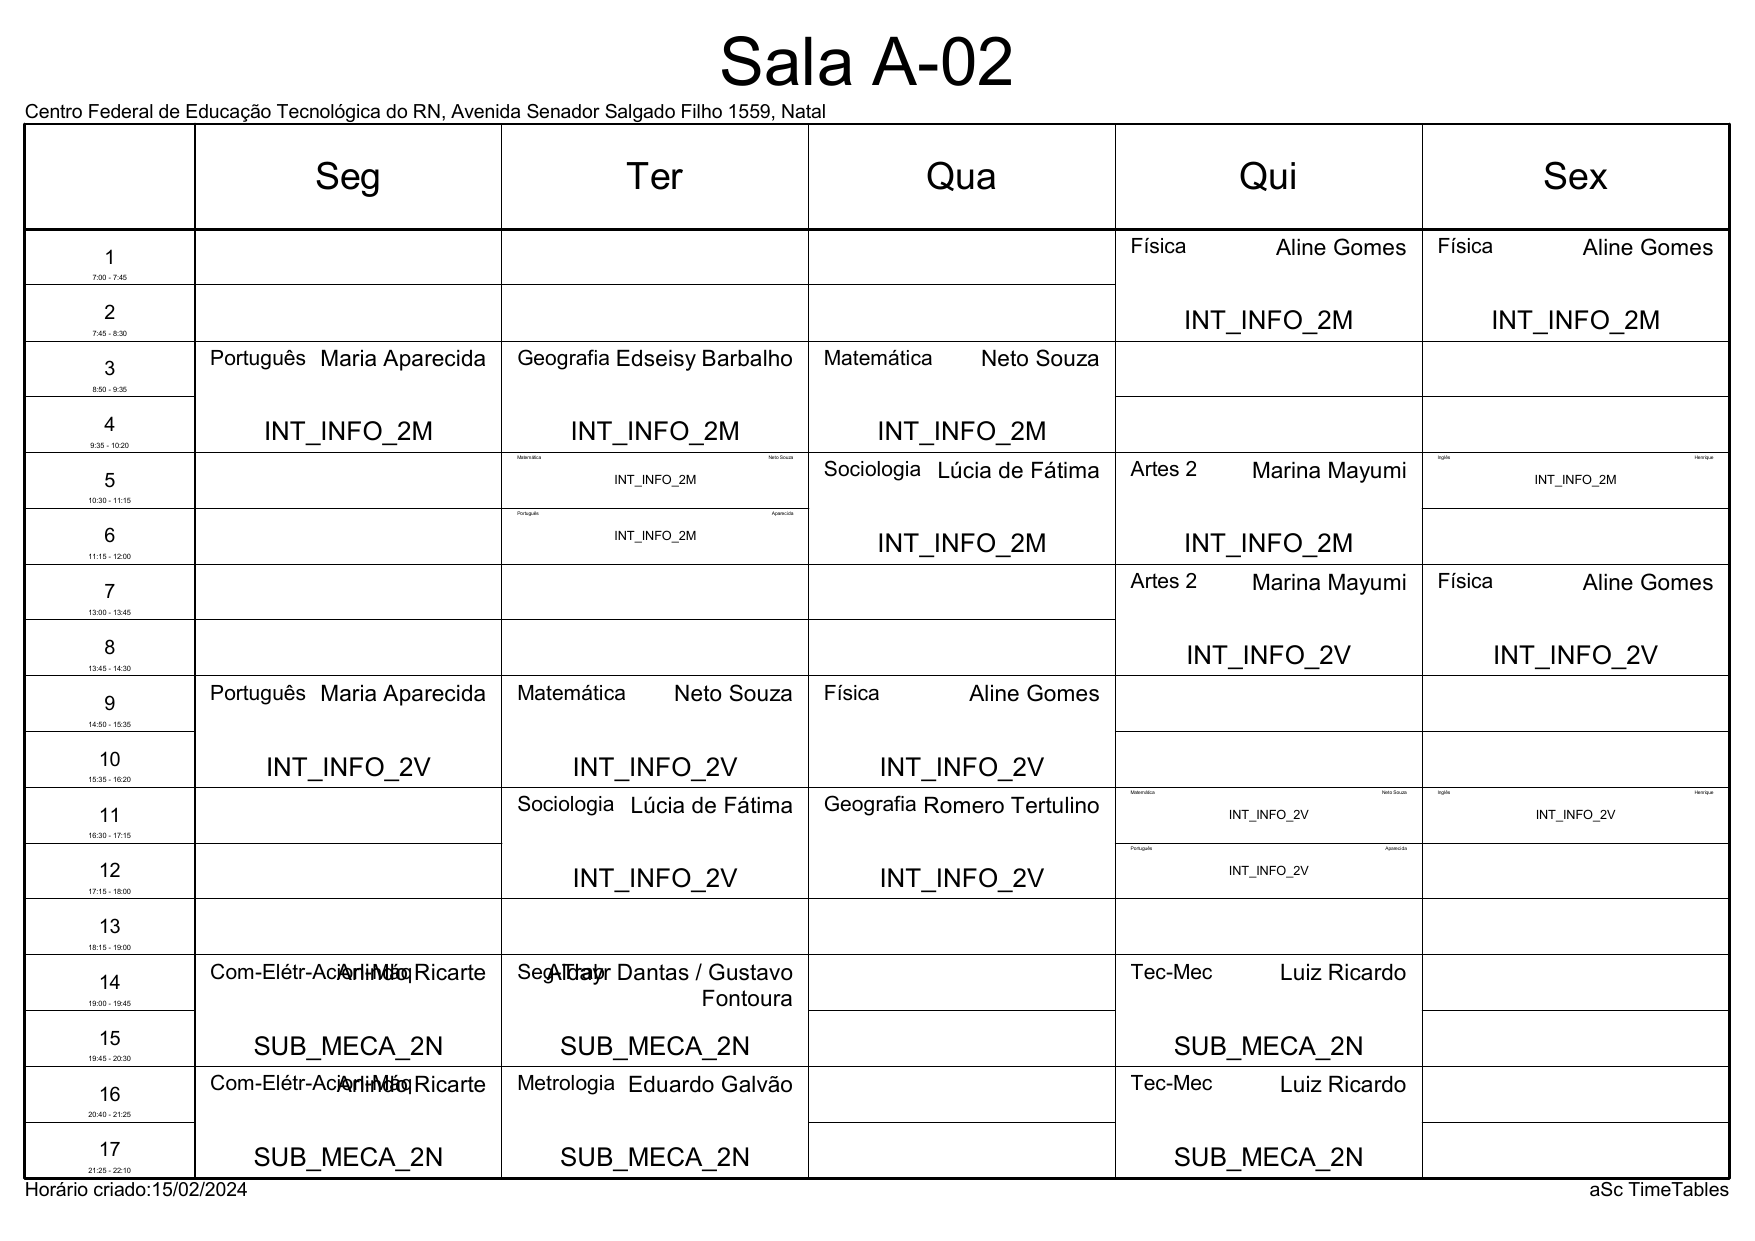 Sala A-02
Centro Federal de Educação Tecnológica do RN, Avenida Senador Salgado Filho 1559, Natal
Seg Ter Qua Qui Sex
1
7:00 - 7:45
Física Aline Gomes Física Aline Gomes
2
7:45 - 8:30
INT_INFO_2M INT_INFO_2M
3
8:50 - 9:35
Português Maria Aparecida Geografia Edseisy Barbalho Matemática Neto Souza
4
9:35 - 10:20
INT_INFO_2M INT_INFO_2M INT_INFO_2M
5
10:30 - 11:15
Matemática Neto Souza
INT_INFO_2M
Sociologia Lúcia de Fátima Artes 2 Marina Mayumi
Inglês Henrique
INT_INFO_2M
6
11:15 - 12:00
Português Aparecida
INT_INFO_2M
INT_INFO_2M INT_INFO_2M
7
13:00 - 13:45
Artes 2 Marina Mayumi Física Aline Gomes
8
13:45 - 14:30
INT_INFO_2V INT_INFO_2V
9
14:50 - 15:35
Português Maria Aparecida Matemática Neto Souza Física Aline Gomes
10
15:35 - 16:20
INT_INFO_2V INT_INFO_2V INT_INFO_2V
11
16:30 - 17:15
Sociologia Lúcia de Fátima Geografia Romero Tertulino
Matemática Neto Souza
INT_INFO_2V
Inglês Henrique
INT_INFO_2V
12
17:15 - 18:00
INT_INFO_2V INT_INFO_2V
Português Aparecida
INT_INFO_2V
13
18:15 - 19:00
14
19:00 - 19:45
Com-Elétr-Acion-Máq Arlindo Ricarte Seg-Trab Aldayr Dantas / Gustavo
Fontoura
Tec-Mec Luiz Ricardo
15
19:45 - 20:30
SUB_MECA_2N SUB_MECA_2N SUB_MECA_2N
16
20:40 - 21:25
Com-Elétr-Acion-Máq Arlindo Ricarte Metrologia Eduardo Galvão Tec-Mec Luiz Ricardo
17
21:25 - 22:10
SUB_MECA_2N SUB_MECA_2N SUB_MECA_2N
Horário criado:15/02/2024 aSc TimeTables